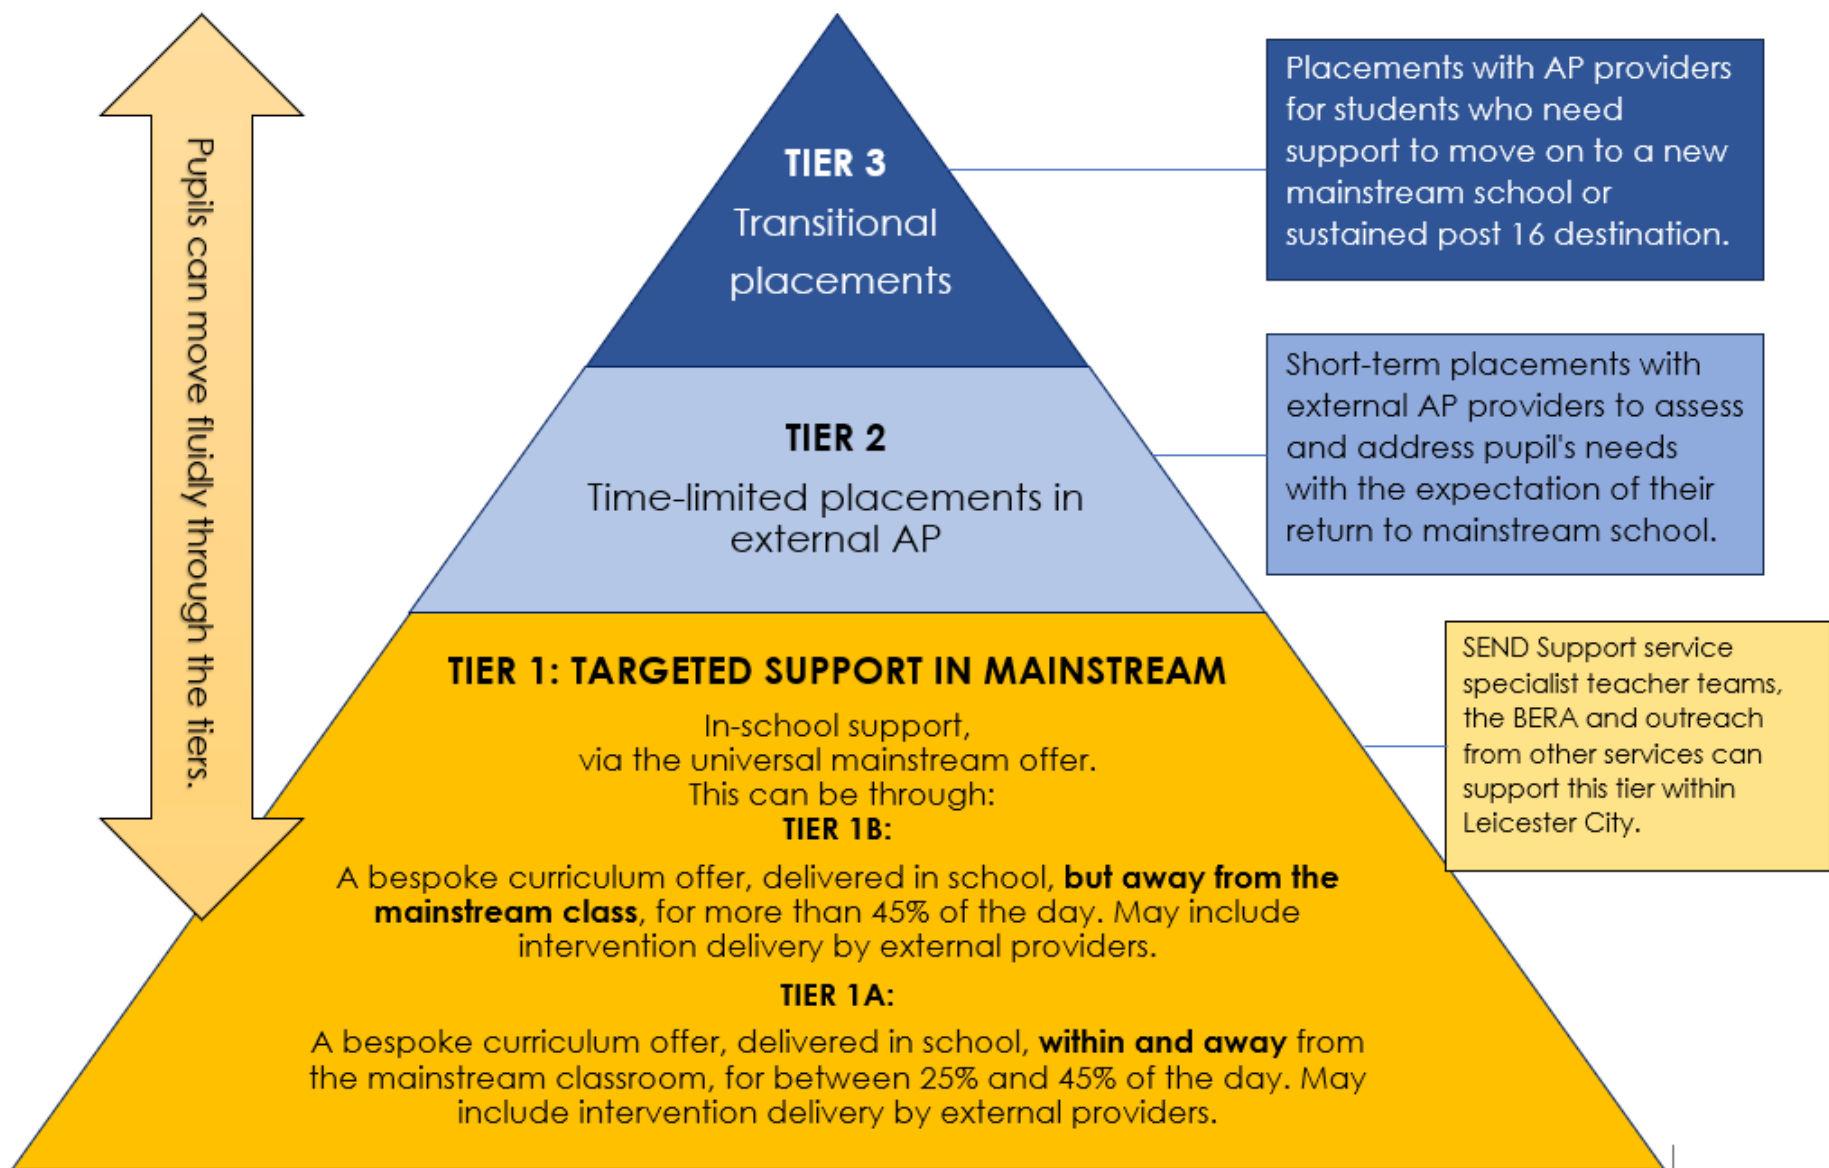 Pupils can move fluidly through the tiers.
TIER 3
Transitional
placements
Placements with AP providers
for students who need
support to move on to a new
mainstream school or
sustained post 16 destination.
TIER 2
Time-limited placements in
external AP
Short-term placements with
external AP providers to assess
and address pupil's needs
with the expectation of their
return to mainstream school.
TIER 1: TARGETED SUPPORT IN MAINSTREAM
In-school support,
via the universal mainstream offer.
This can be through:
TIER 1B:
A bespoke curriculum offer, delivered in school, but away from the
mainstream class, for more than 45% of the day. May include
intervention delivery by external providers.
TIER 1A:
A bespoke curriculum offer, delivered in school, within and away from
the mainstream classroom, for between 25% and 45% of the day. May
include intervention delivery by external providers.
SEND Support service
specialist teacher teams,
the BERA and outreach
from other services can
support this tier within
Leicester City.